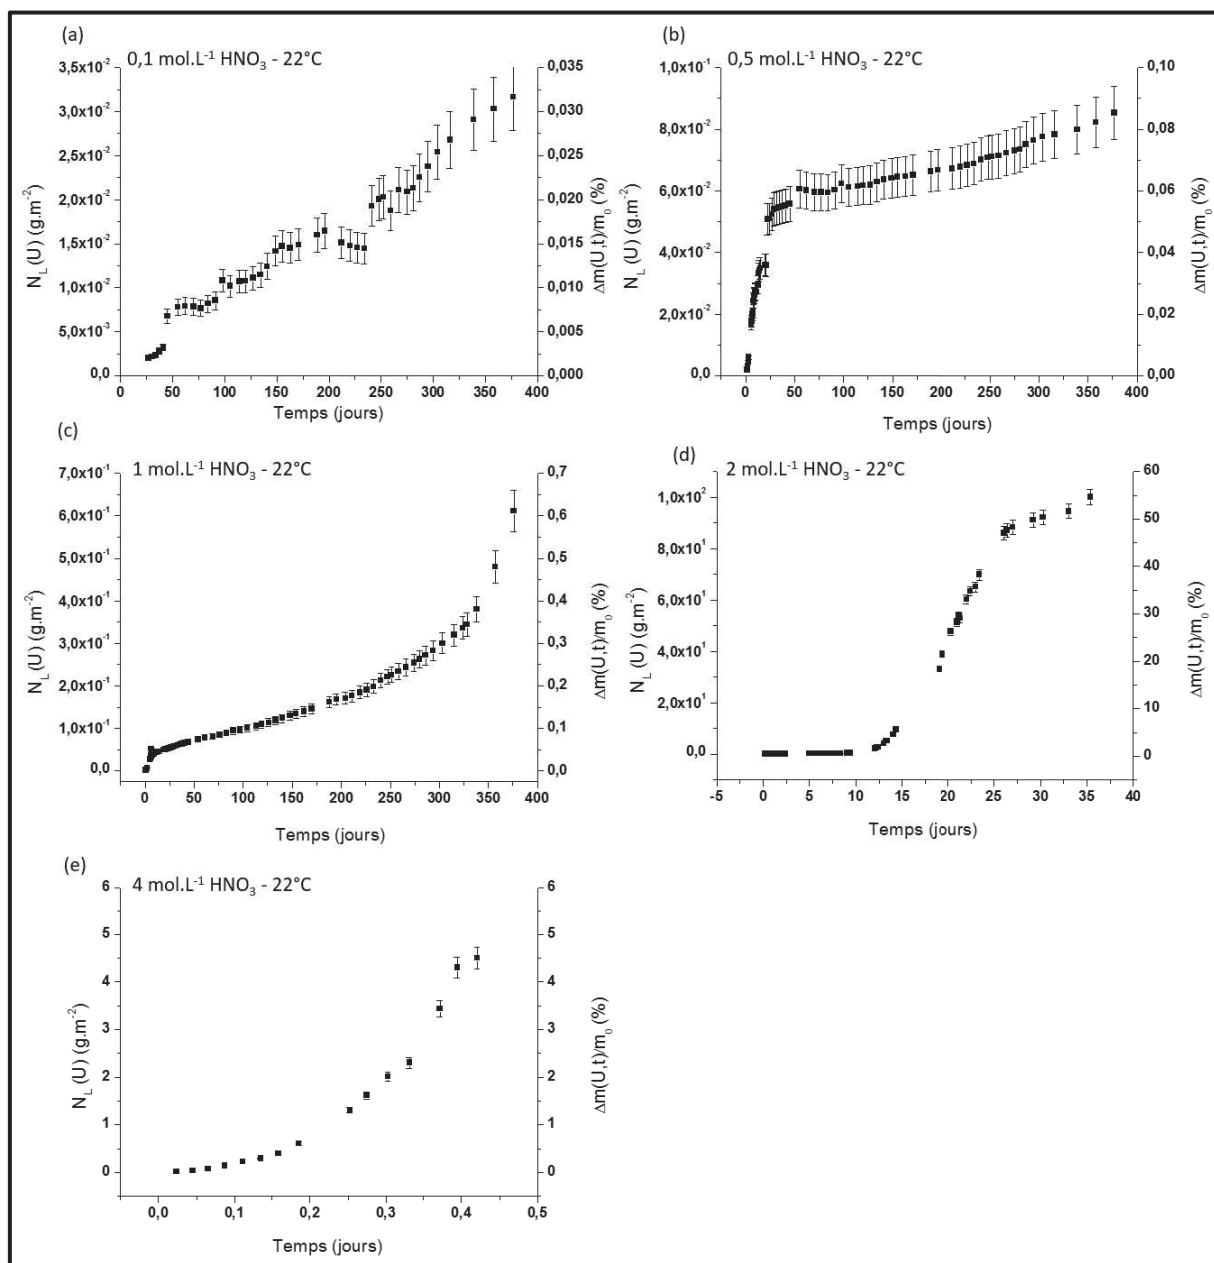 (a)
0,1 mol.L⁻¹ HNO₃ - 22°C
3,5x10⁻²
3,0x10⁻²
2,5x10⁻²
2,0x10⁻²
1,5x10⁻²
1,0x10⁻²
5,0x10⁻³
0,0
N_L (U) (g.m⁻²)
0,035
0,030
0,025
0,020
0,015
0,010
0,005
0,000
Δm(U,t)/m₀ (%)
0 50 100 150 200 250 300 350 400
Temps (jours)
(b)
0,5 mol.L⁻¹ HNO₃ - 22°C
1,0x10⁻¹
8,0x10⁻²
6,0x10⁻²
4,0x10⁻²
2,0x10⁻²
0,0
N_L (U) (g.m⁻²)
0,10
0,08
0,06
0,04
0,02
0,00
Δm(U,t)/m₀ (%)
0 50 100 150 200 250 300 350 400
Temps (jours)
(c)
1 mol.L⁻¹ HNO₃ - 22°C
7,0x10⁻¹
6,0x10⁻¹
5,0x10⁻¹
4,0x10⁻¹
3,0x10⁻¹
2,0x10⁻¹
1,0x10⁻¹
0,0
N_L (U) (g.m⁻²)
0,7
0,6
0,5
0,4
0,3
0,2
0,1
0,0
Δm(U,t)/m₀ (%)
0 50 100 150 200 250 300 350 400
Temps (jours)
(d)
2 mol.L⁻¹ HNO₃ - 22°C
1,0x10²
8,0x10¹
6,0x10¹
4,0x10¹
2,0x10¹
0,0
N_L (U) (g.m⁻²)
60
50
40
30
20
10
0
Δm(U,t)/m₀ (%)
-5 0 5 10 15 20 25 30 35 40
Temps (jours)
(e)
4 mol.L⁻¹ HNO₃ - 22°C
6
5
4
3
2
1
0
N_L (U) (g.m⁻²)
6
5
4
3
2
1
0
Δm(U,t)/m₀ (%)
0,0 0,1 0,2 0,3 0,4 0,5
Temps (jours)